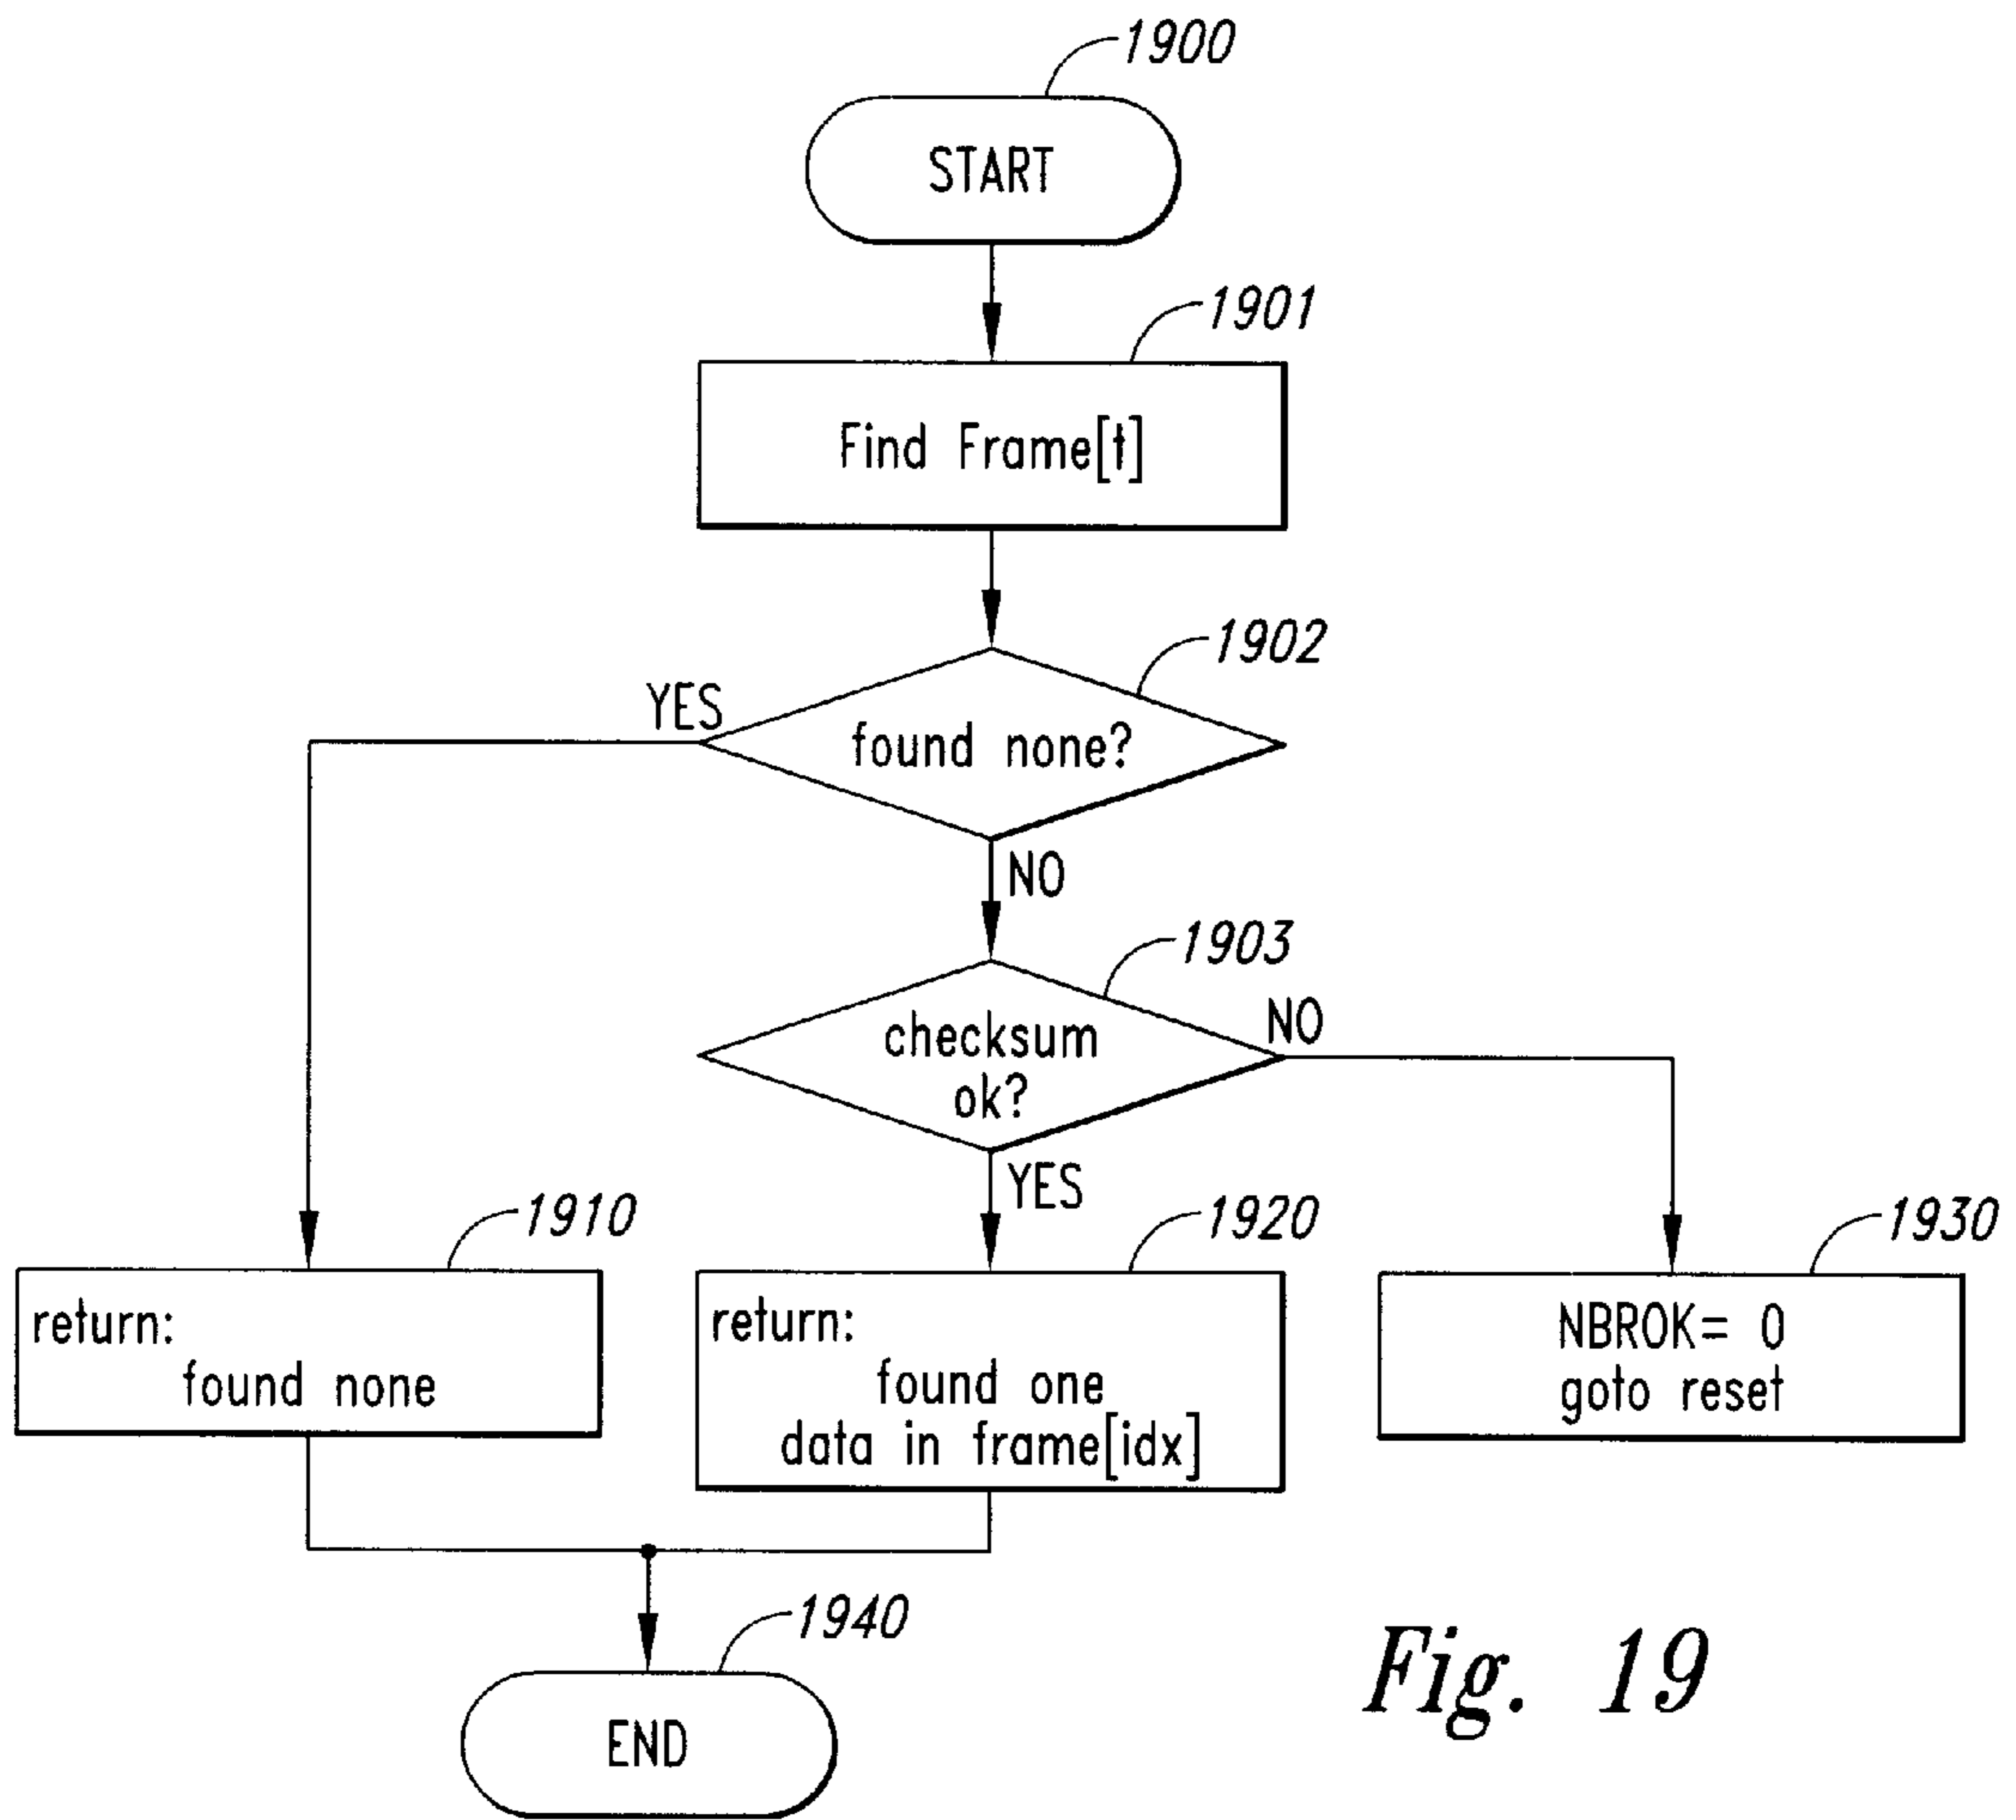 1900
START
1901
Find Frame[t]
1902
YES
found none?
NO
1903
NO
checksum
ok?
YES
1910
1920
1930
return:
found none
return:
found one
data in frame[idx]
NBROK= 0
goto reset
1940
END
Fig. 19